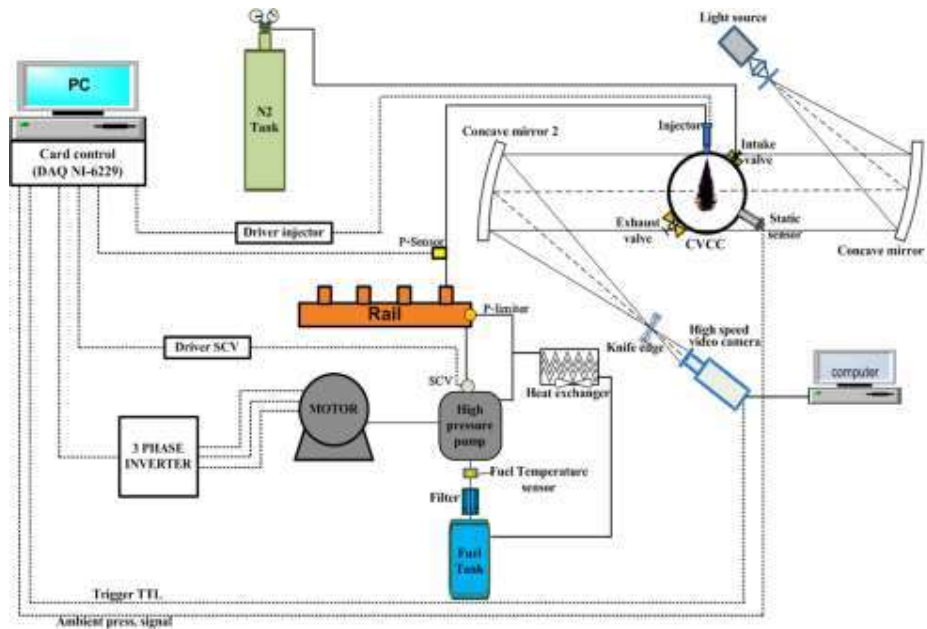 Light source
PC
N2
Tank
Injector
Concave mirror 2
Intake
valve
Card control
(DAQ NI-6229)
Driver injector
P-Sensor
Exhaust
valve
CVCC
Static
sensor
Concave mirror
P-limitor
Rail
High speed
video camera
Knife edge
Driver SCV
SCV
Heat exchanger
computer
MOTOR
High
pressure
pump
3 PHASE
INVERTER
Fuel Temperature
sensor
Filter
Fuel
Tank
Trigger TTL
Ambient press. signal